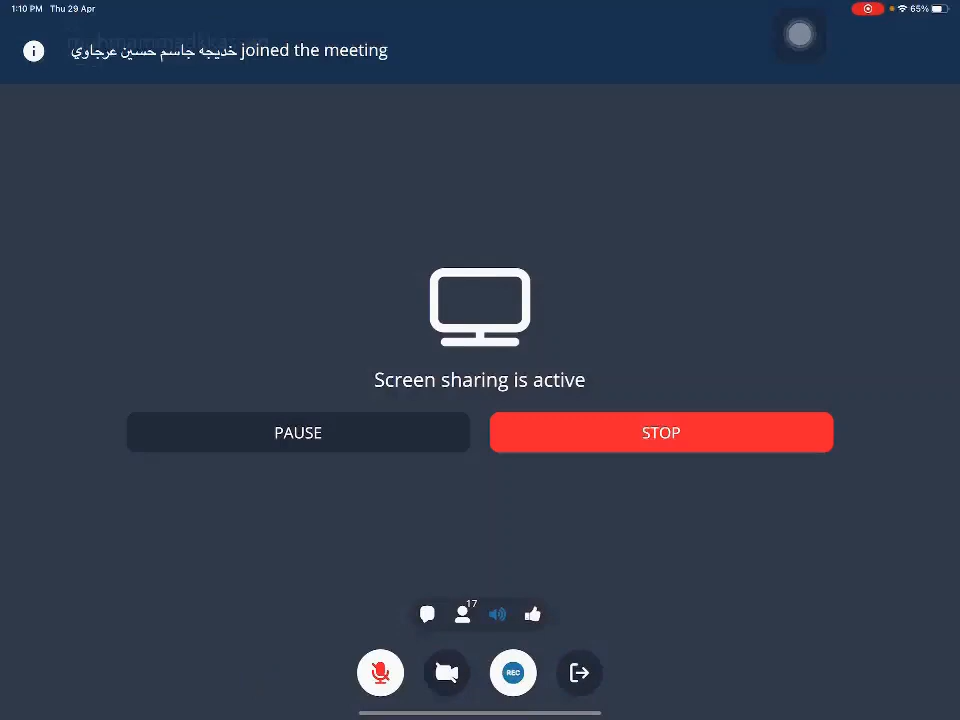 1:10 PM Thu 29 Apr
65%
خديجه جاسم حسين عرجاوي joined the meeting
Screen sharing is active
PAUSE
STOP
17
REC